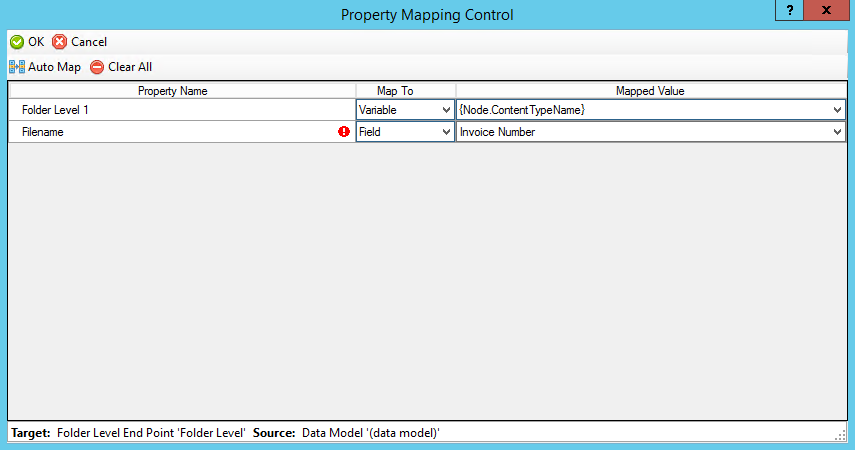 Property Mapping Control
? x
OK Cancel
Auto Map Clear All
Property Name Map To Mapped Value
Folder Level 1 Variable {Node.ContentTypeName}
Filename ! Field Invoice Number
Target: Folder Level End Point 'Folder Level' Source: Data Model '(data model)'